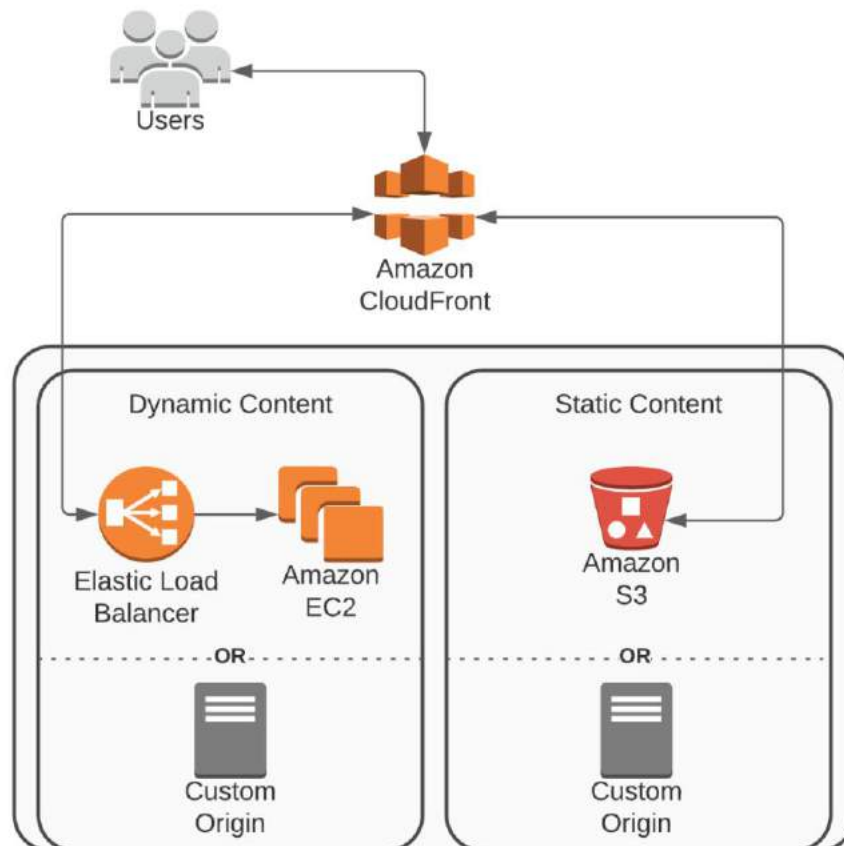 Users
Amazon
CloudFront
Dynamic Content
Static Content
Elastic Load
Balancer
Amazon
EC2
Amazon
S3
OR
OR
Custom
Origin
Custom
Origin